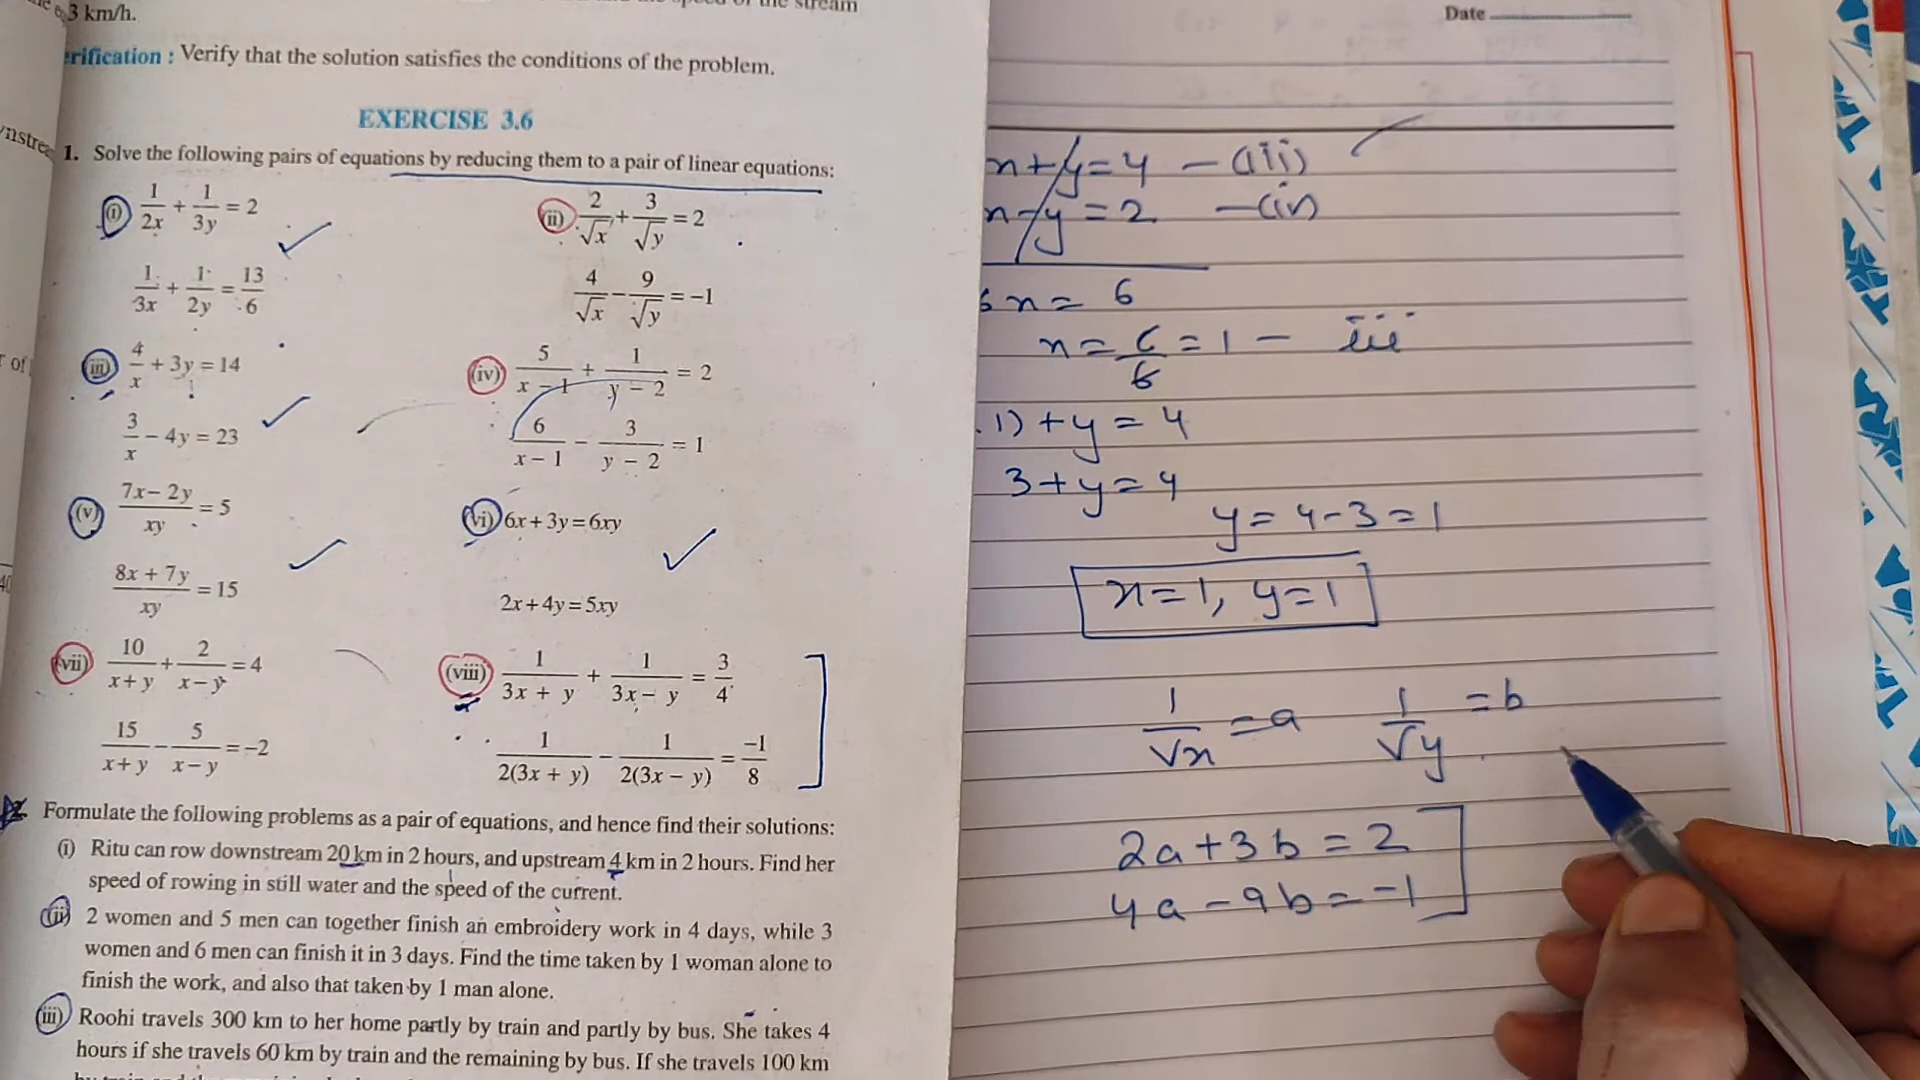 3 km/h.
erification : Verify that the solution satisfies the conditions of the problem.
EXERCISE 3.6
1. Solve the following pairs of equations by reducing them to a pair of linear equations:
(i) 1/2x + 1/3y = 2
1/3x + 1/2y = 13/6
(ii) 2/√x + 3/√y = 2
4/√x − 9/√y = −1
(iii) 4/x + 3y = 14
3/x − 4y = 23
(iv) 5/x − 1 + 1/y − 2 = 2
6/x − 1 − 3/y − 2 = 1
(v) 7x − 2y/xy = 5
8x + 7y/xy = 15
(vi) 6x + 3y = 6xy
2x + 4y = 5xy
(vii) 10/x + y + 2/x − y = 4
15/x + y − 5/x − y = −2
(viii) 1/3x + y + 1/3x − y = 3/4
1/2(3x + y) − 1/2(3x − y) = −1/8
Formulate the following problems as a pair of equations, and hence find their solutions:
(i) Ritu can row downstream 20 km in 2 hours, and upstream 4 km in 2 hours. Find her
speed of rowing in still water and the speed of the current.
(ii) 2 women and 5 men can together finish an embroidery work in 4 days, while 3
women and 6 men can finish it in 3 days. Find the time taken by 1 woman alone to
finish the work, and also that taken by 1 man alone.
(iii) Roohi travels 300 km to her home partly by train and partly by bus. She takes 4
hours if she travels 60 km by train and the remaining by bus. If she travels 100 km
Date
x + y = 4 − (iii)
x − y = 2 − (iv)
6x = 6
x = 6/6 = 1 − iii
1) + y = 4
3 + y = 4
y = 4 − 3 = 1
x = 1, y = 1
1/√x = a 1/√y = b
2a + 3b = 2
4a − 9b = −1